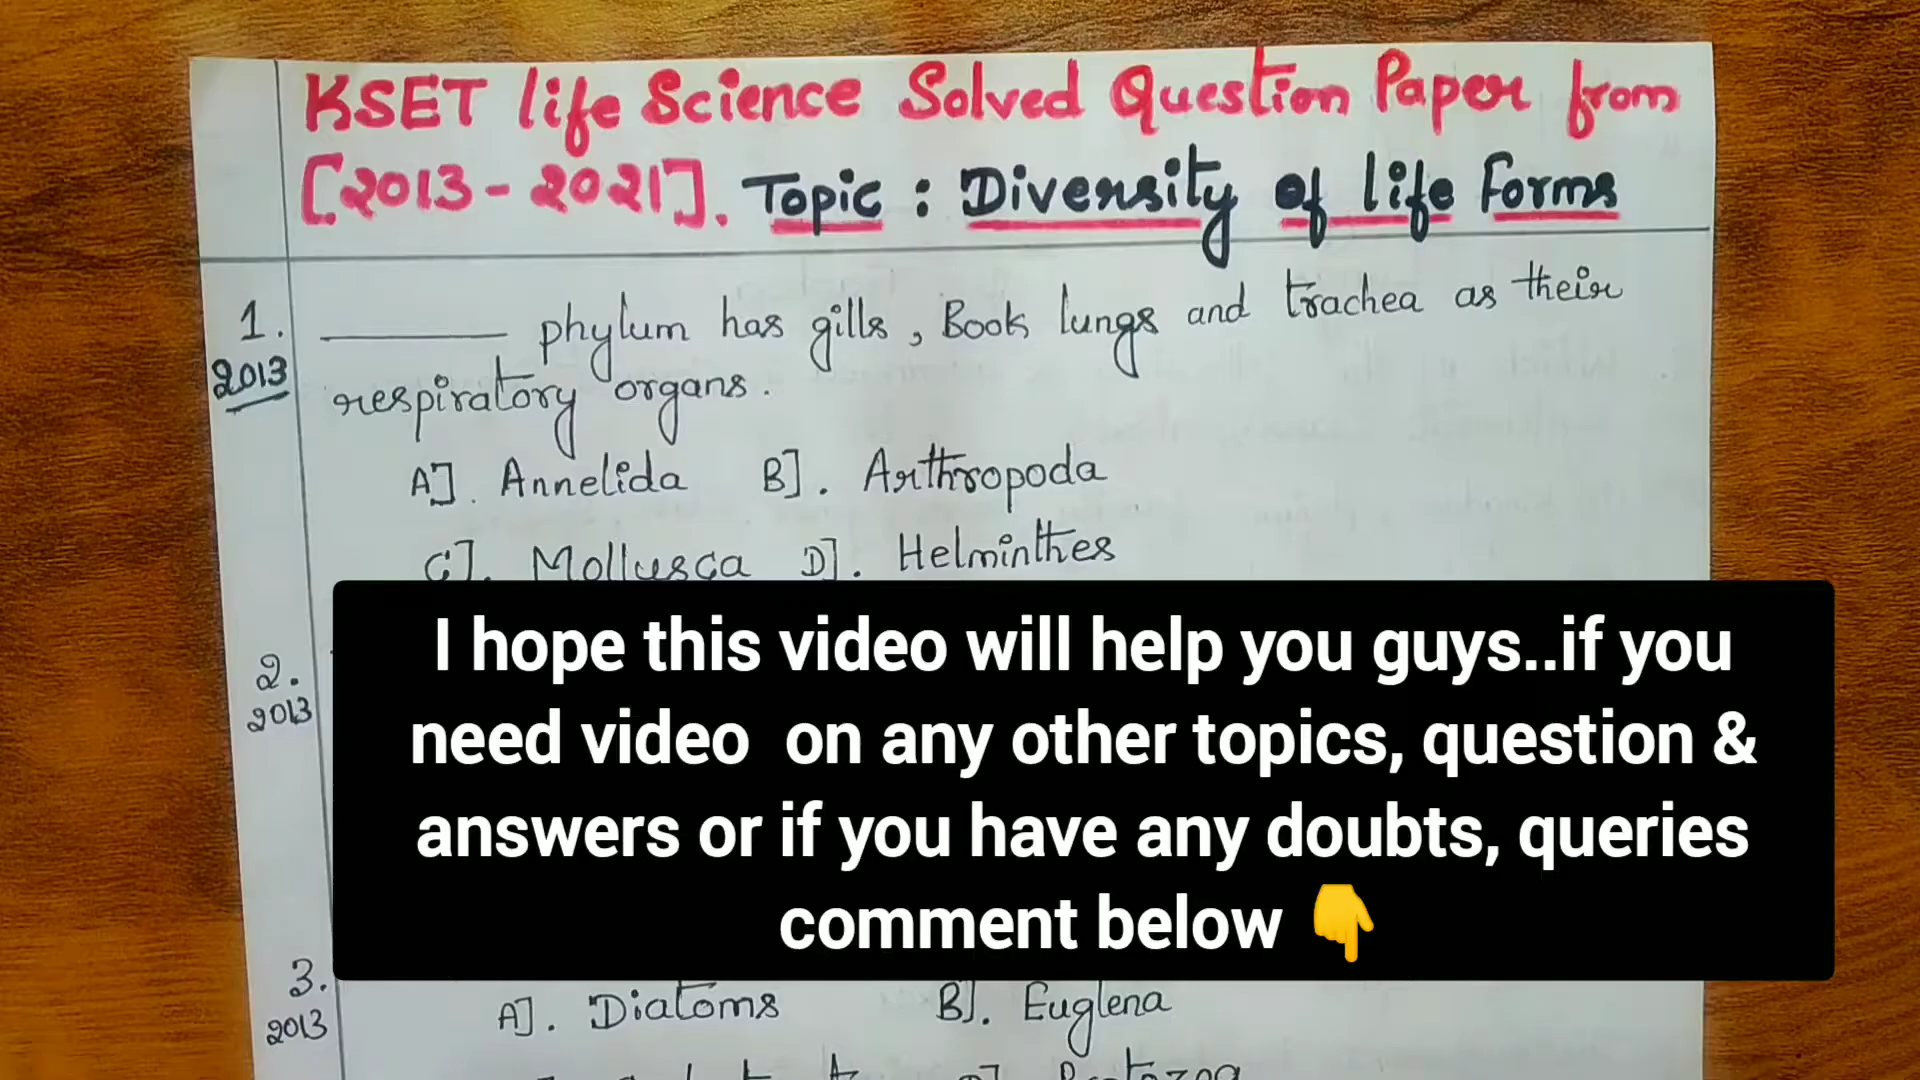 KSET life Science Solved Question Paper from
[2013-2021]. Topic : Diversity of life Forms
1. ______ phylum has gills, Book lungs and trachea as their
2013
respiratory organs.
A]. Annelida B]. Arthropoda
C]. Mollusca D]. Helminthes
2.
2013
I hope this video will help you guys..if you
need video on any other topics, question &
answers or if you have any doubts, queries
comment below 👇
3.
2013
A]. Diatoms B]. Euglena
D]. Protozoa